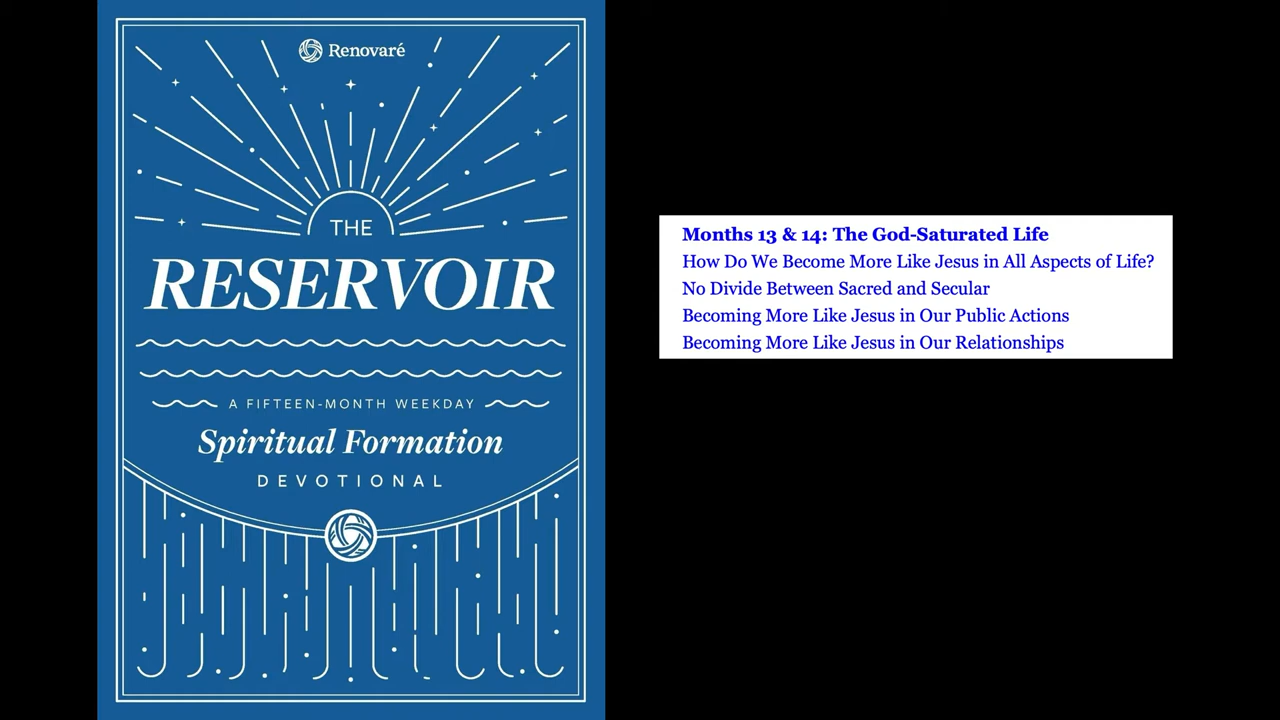 Renovaré
THE
RESERVOIR
A FIFTEEN-MONTH WEEKDAY
Spiritual Formation
DEVOTIONAL
Months 13 & 14: The God-Saturated Life
How Do We Become More Like Jesus in All Aspects of Life?
No Divide Between Sacred and Secular
Becoming More Like Jesus in Our Public Actions
Becoming More Like Jesus in Our Relationships